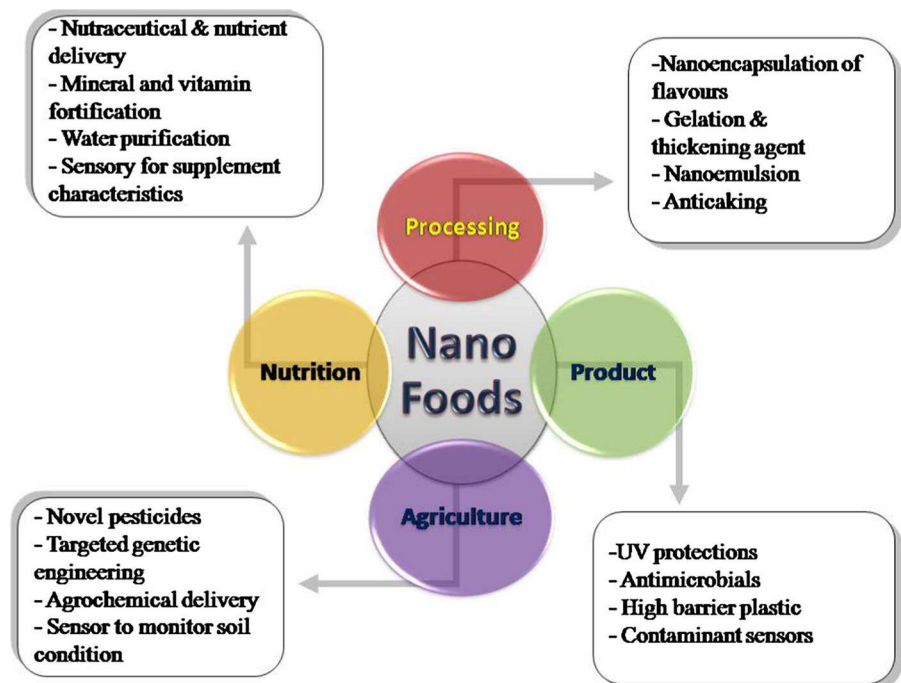 - Nutraceutical & nutrient
delivery
- Mineral and vitamin
fortification
- Water purification
- Sensory for supplement
characteristics
-Nanoencapsulation of
flavours
- Gelation &
thickening agent
- Nanoemulsion
- Anticaking
Processing
Nutrition
Nano
Foods
Product
Agriculture
- Novel pesticides
- Targeted genetic
engineering
- Agrochemical delivery
- Sensor to monitor soil
condition
-UV protections
- Antimicrobials
- High barrier plastic
- Contaminant sensors